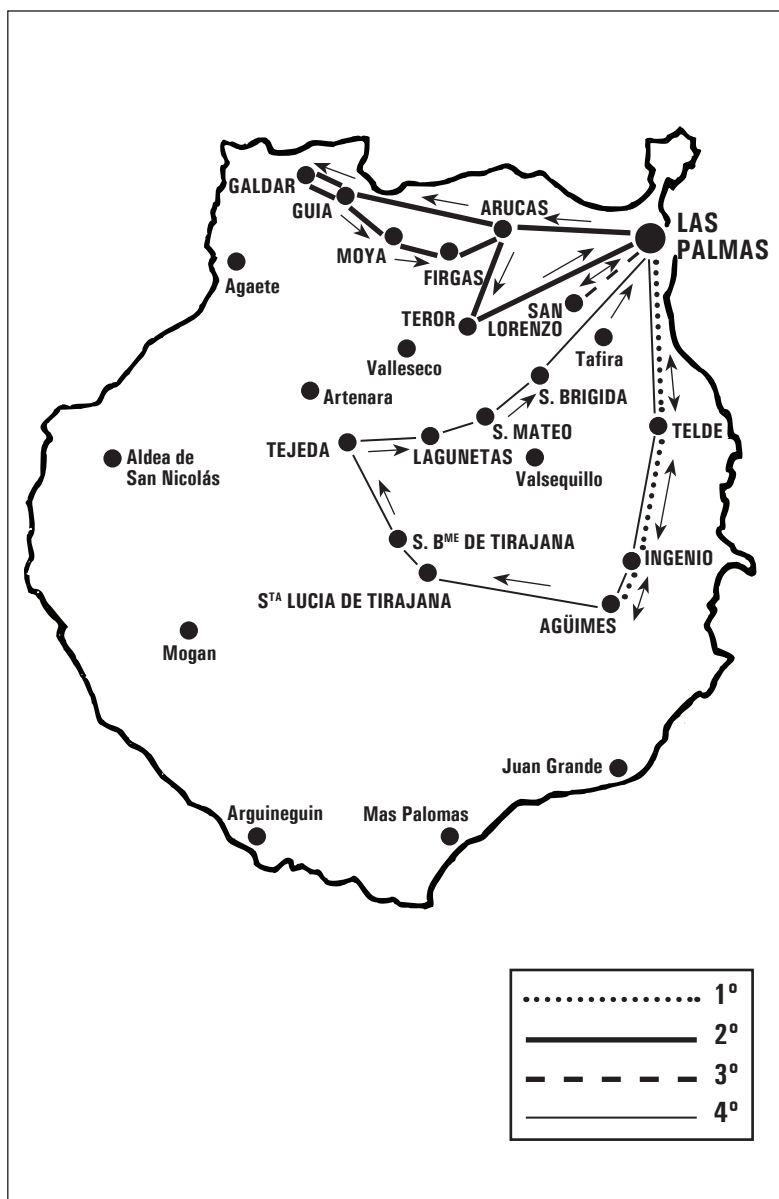 GALDAR
GUIA
ARUCAS
LAS
PALMAS
MOYA
FIRGAS
Agaete
SAN
LORENZO
TEROR
Tafira
Valleseco
Artenara
S. BRIGIDA
S. MATEO
TELDE
TEJEDA
LAGUNETAS
Aldea de
San Nicolás
Valsequillo
S. Bᴹᴱ DE TIRAJANA
INGENIO
Sᵀᴬ LUCIA DE TIRAJANA
AGÜIMES
Mogan
Juan Grande
Arguineguin
Mas Palomas
1º
2º
3º
4º